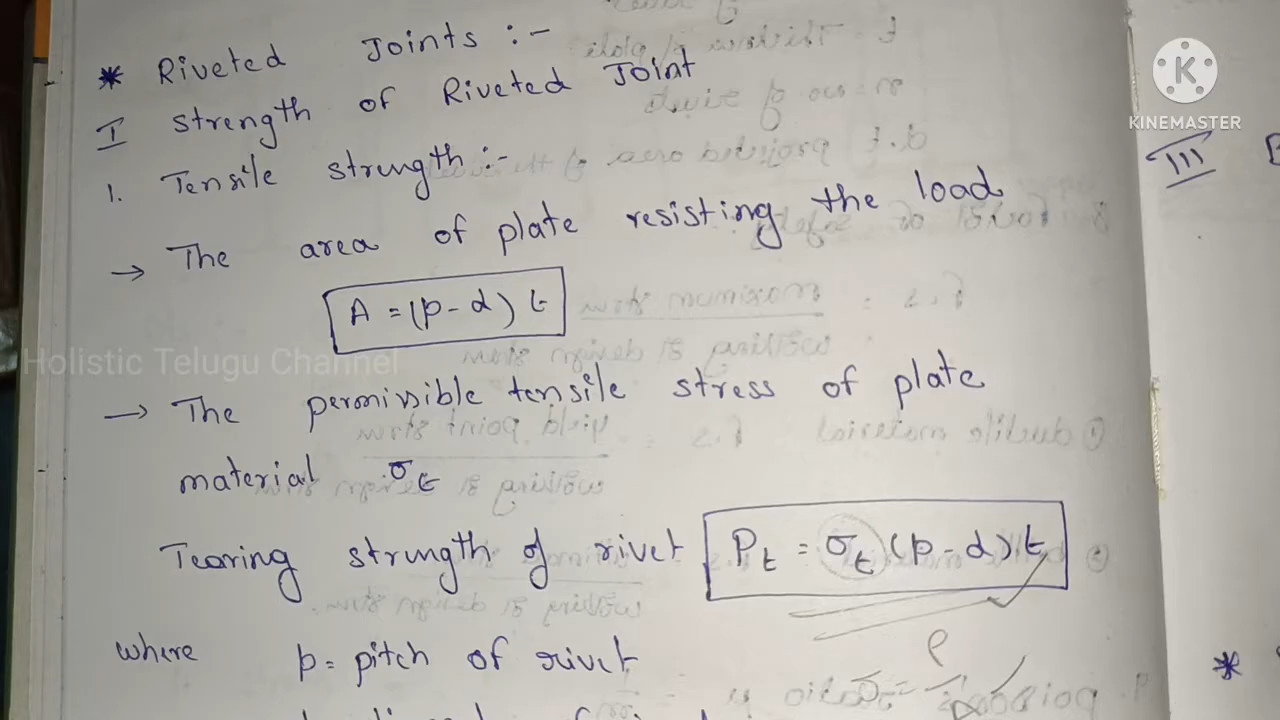 * Riveted Joints :-
I strength of Riveted Joint
1. Tensile strength :-
→ The area of plate resisting the load
A = (p - d) t
→ The permissible tensile stress of plate
material σt
Tearing strength of rivet Pt = σt (p - d) t
where p = pitch of rivet
III
*
KINEMASTER
Holistic Telugu Channel